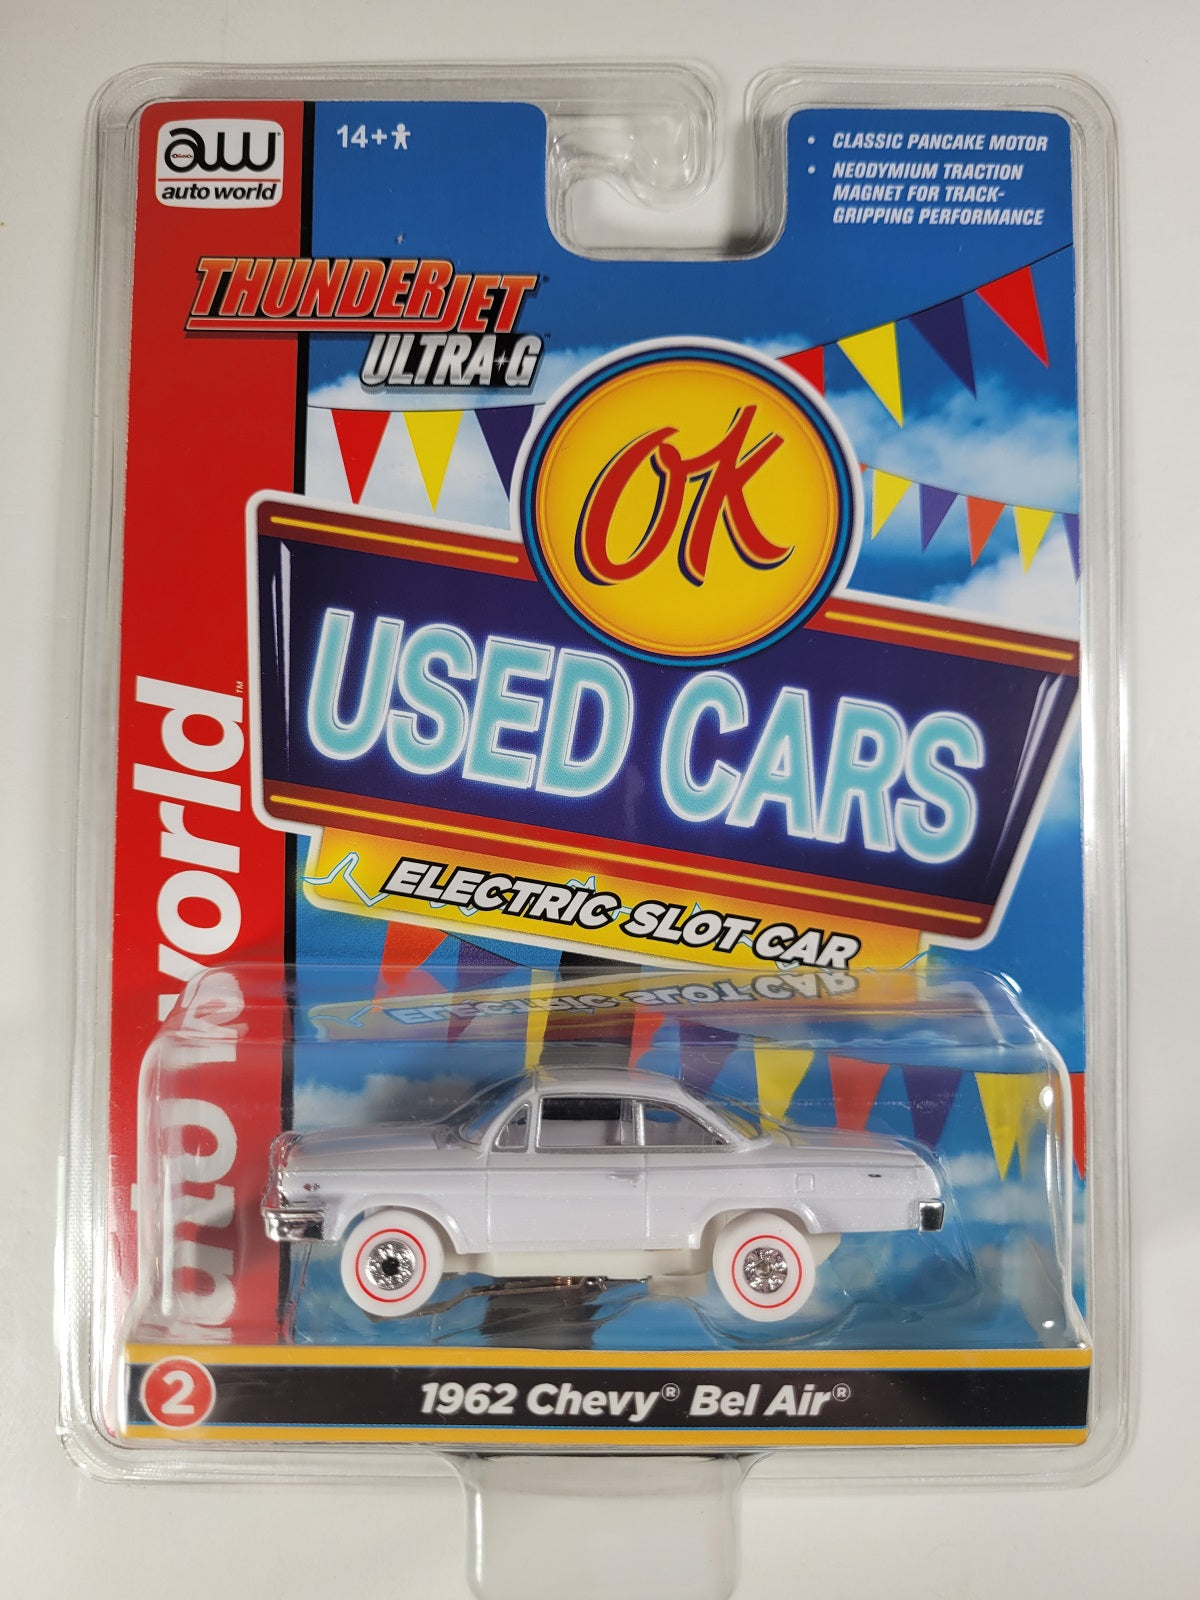 aw
auto world
14+
• CLASSIC PANCAKE MOTOR
• NEODYMIUM TRACTION
MAGNET FOR TRACK-
GRIPPING PERFORMANCE
THUNDERJET
ULTRA-G
OK
USED CARS
ELECTRIC SLOT CAR
auto world™
2
1962 Chevy® Bel Air®